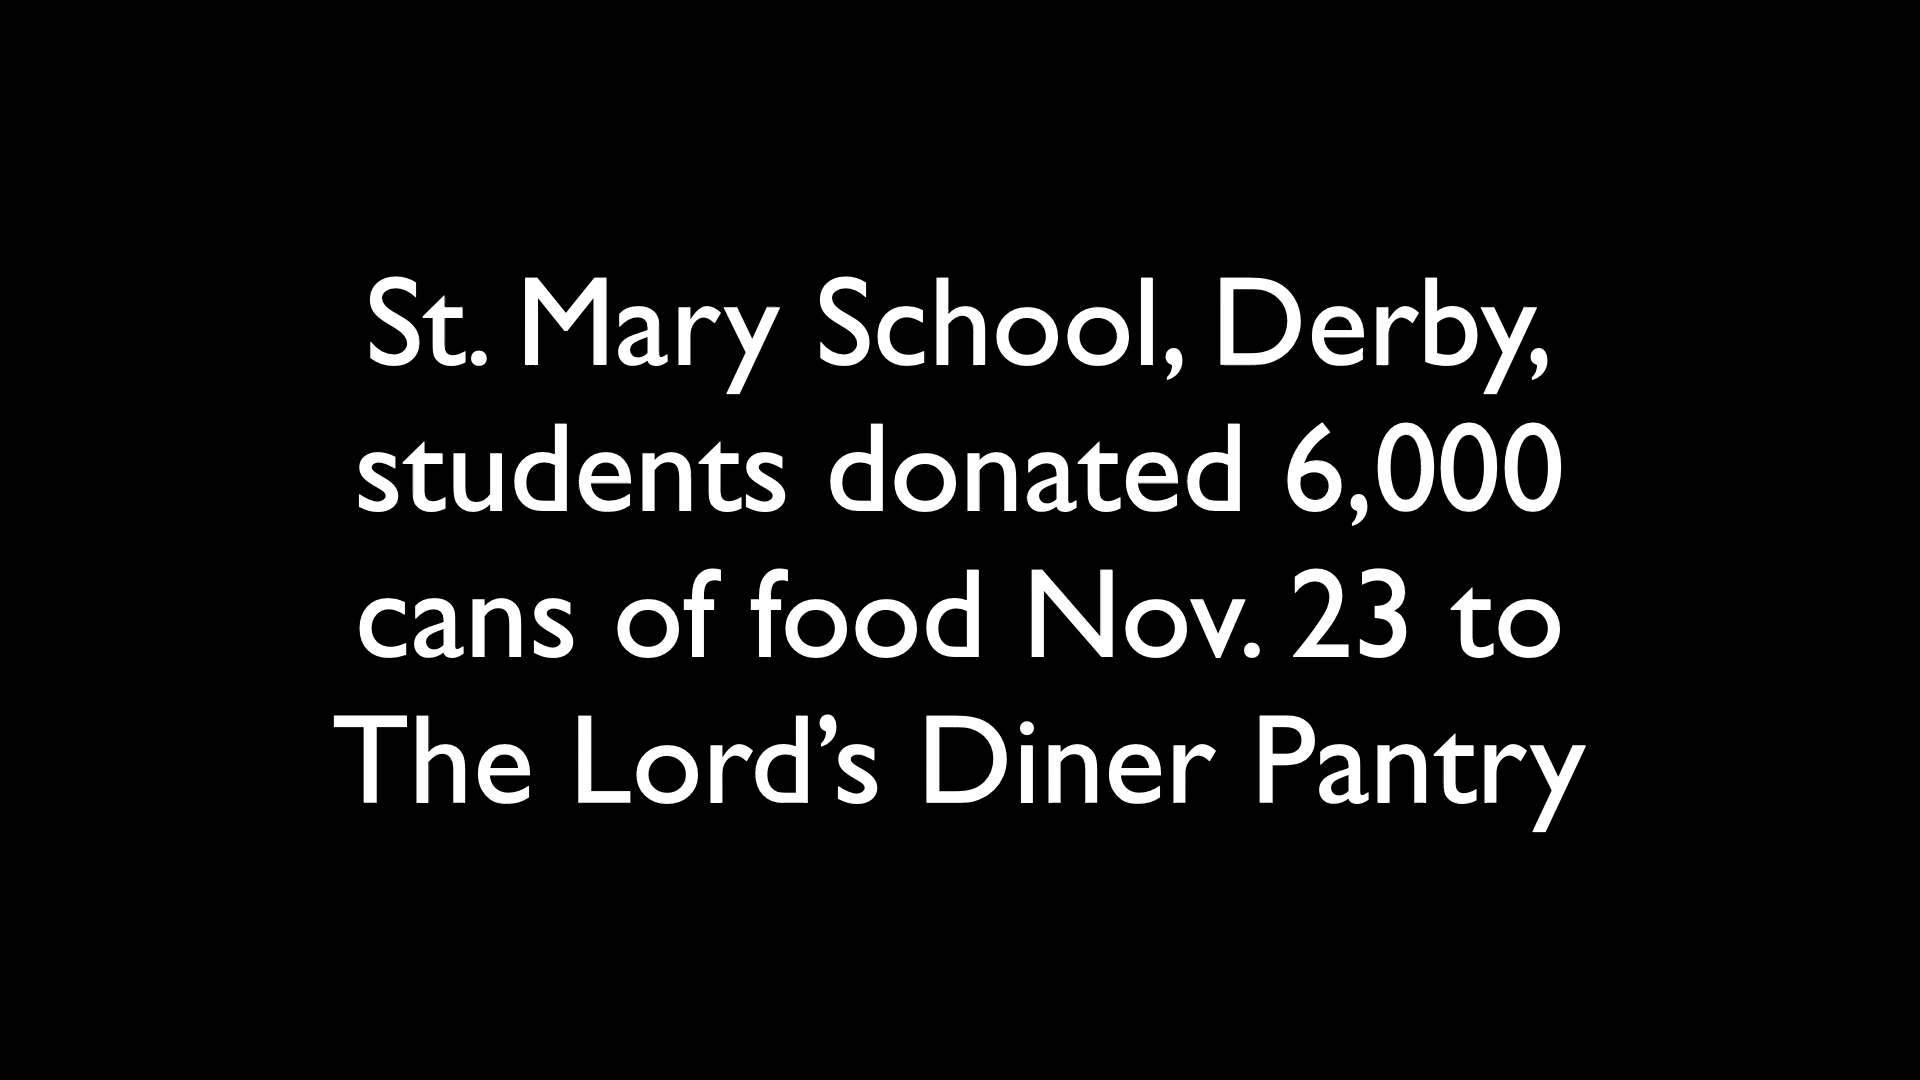 St. Mary School, Derby,
students donated 6,000
cans of food Nov. 23 to
The Lord’s Diner Pantry